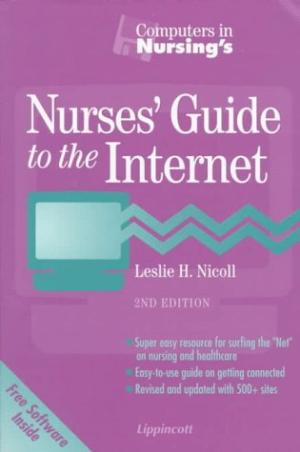 Computers in
Nursing's
Nurses' Guide
to the Internet
Leslie H. Nicoll
2ND EDITION
Super easy resource for surfing the "Net"
on nursing and healthcare
Easy-to-use guide on getting connected
Revised and updated with 500+ sites
Free Software
Inside
Lippincott